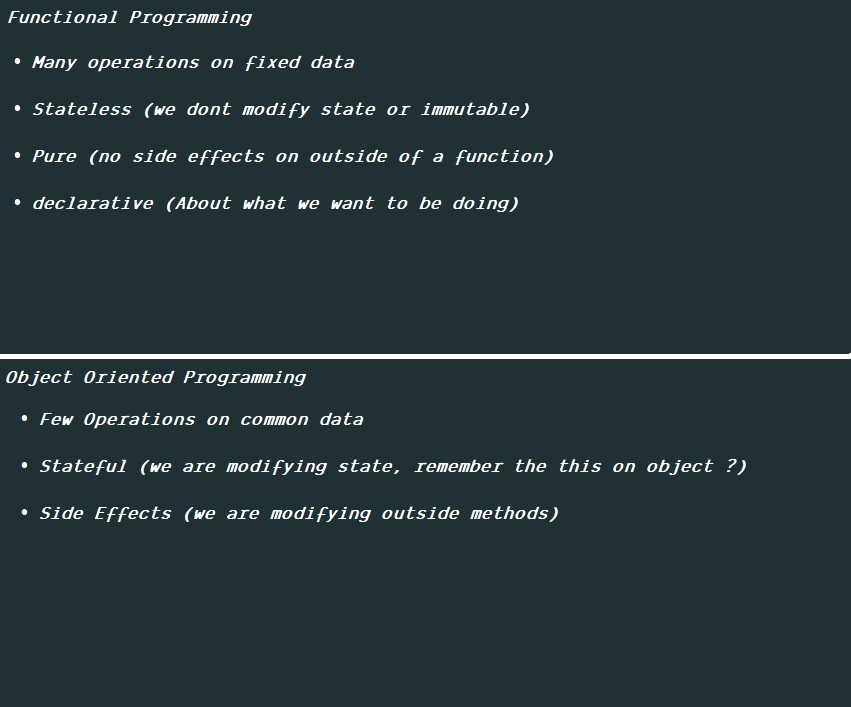 Functional Programming
• Many operations on fixed data
• Stateless (we dont modify state or immutable)
• Pure (no side effects on outside of a function)
• declarative (About what we want to be doing)
Object Oriented Programming
• Few Operations on common data
• Stateful (we are modifying state, remember the this on object ?)
• Side Effects (we are modifying outside methods)